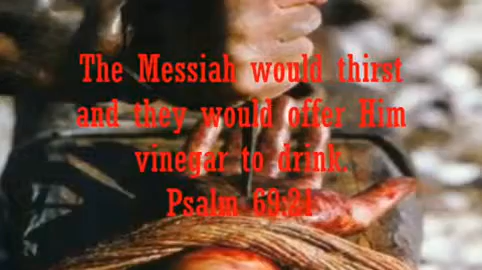 The Messiah would thirst
and they would offer Him
vinegar to drink.
Psalm 69:21